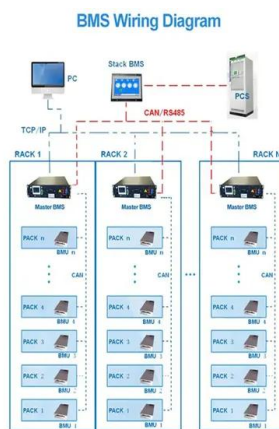 BMS Wiring Diagram
PC
Stack BMS
PCS
CAN/RS485
TCP/IP
RACK 1
RACK 2
RACK N
Master BMS
Master BMS
Master BMS
PACK n
PACK n
PACK n
BMU n
BMU n
BMU n
CAN
CAN
CAN
PACK 4
PACK 4
PACK 4
BMU 4
BMU 4
BMU 4
PACK 3
PACK 3
PACK 3
BMU 3
BMU 3
BMU 3
PACK 2
PACK 2
PACK 2
BMU 2
BMU 2
BMU 2
PACK 1
PACK 1
PACK 1
BMU 1
BMU 1
BMU 1